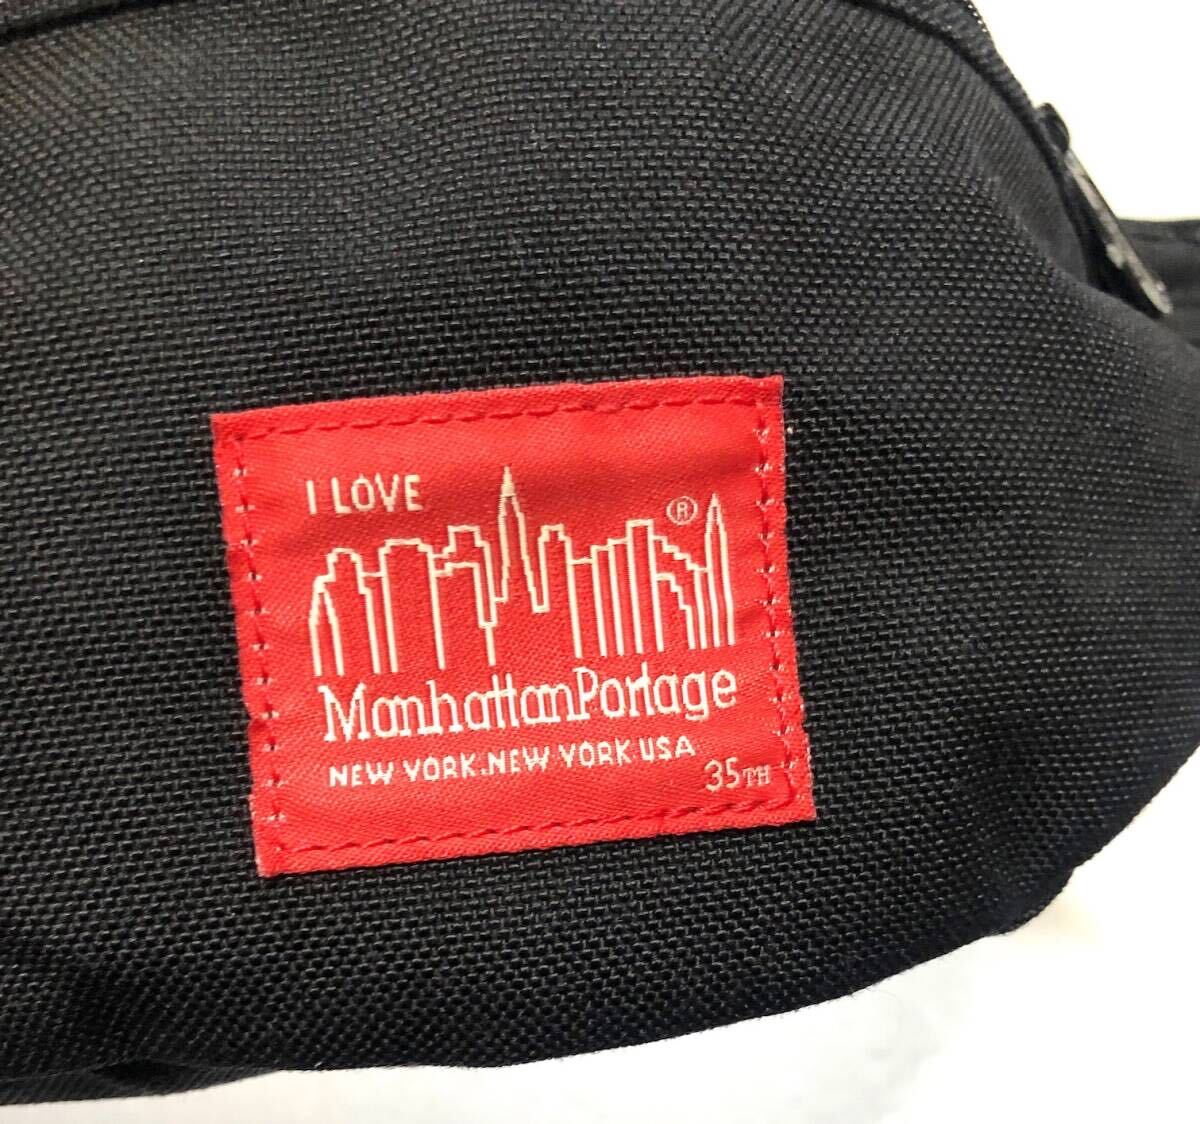 I LOVE
®
ManhattanPortage
NEW YORK.NEW YORK USA
35TH